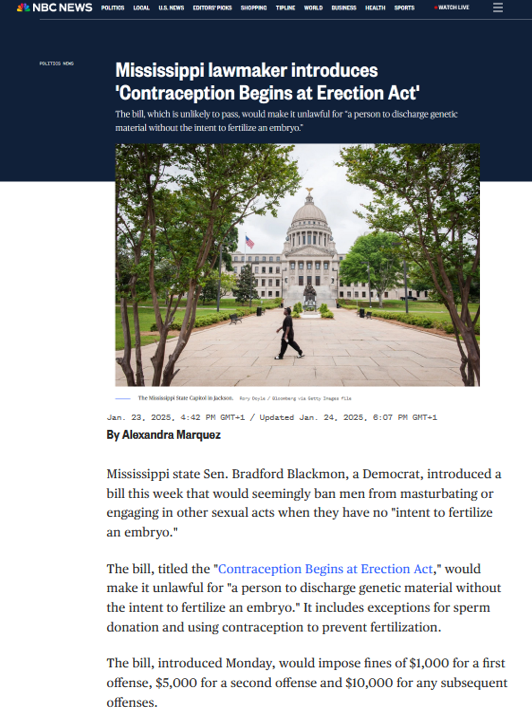 NBC NEWS POLITICS LOCAL U.S. NEWS EDITORS' PICKS SHOPPING TIPLINE WORLD BUSINESS HEALTH SPORTS WATCH LIVE
POLITICS NEWS
Mississippi lawmaker introduces
'Contraception Begins at Erection Act'
The bill, which is unlikely to pass, would make it unlawful for "a person to discharge genetic
material without the intent to fertilize an embryo."
The Mississippi State Capitol in Jackson. Rory Doyle / Bloomberg via Getty Images file
Jan. 23, 2025, 4:42 PM GMT+1 / Updated Jan. 24, 2025, 6:07 PM GMT+1
By Alexandra Marquez
Mississippi state Sen. Bradford Blackmon, a Democrat, introduced a
bill this week that would seemingly ban men from masturbating or
engaging in other sexual acts when they have no "intent to fertilize
an embryo."
The bill, titled the "Contraception Begins at Erection Act," would
make it unlawful for "a person to discharge genetic material without
the intent to fertilize an embryo." It includes exceptions for sperm
donation and using contraception to prevent fertilization.
The bill, introduced Monday, would impose fines of $1,000 for a first
offense, $5,000 for a second offense and $10,000 for any subsequent
offenses.